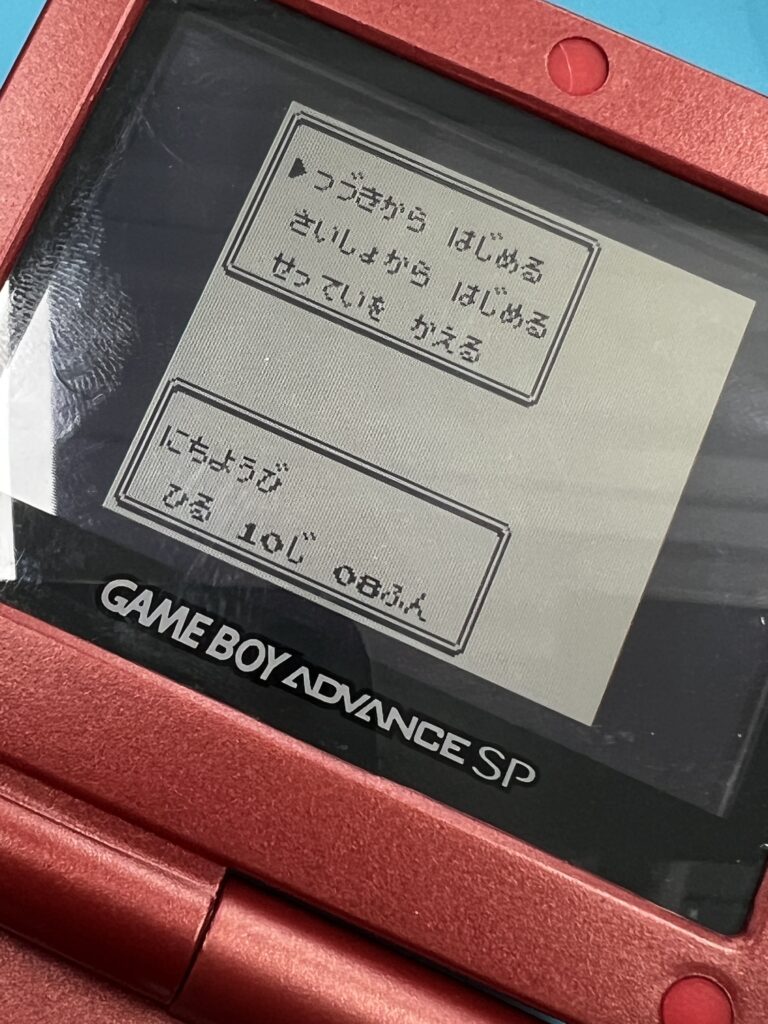 ▶つづきから はじめる
さいしょから はじめる
せっていを かえる
にちようび
ひる 10じ 08ふん
GAME BOY ADVANCE SP